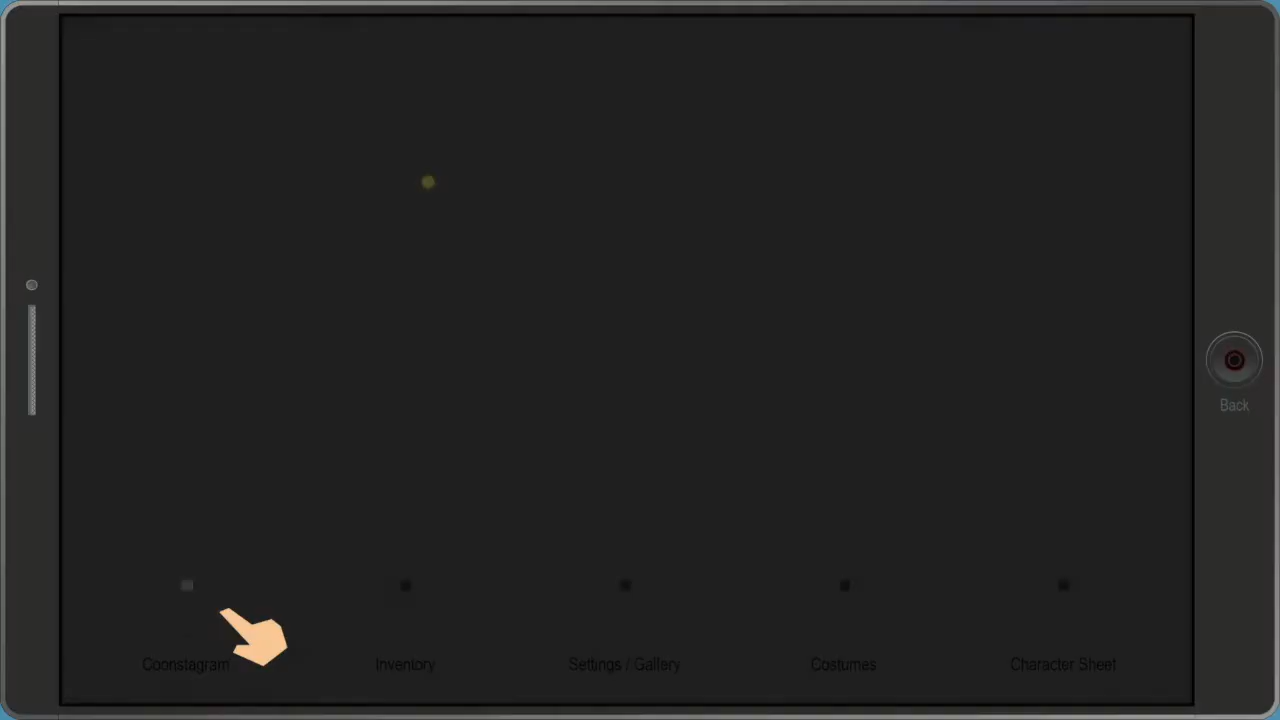 Back
Coonstagram
Inventory
Settings / Gallery
Costumes
Character Sheet